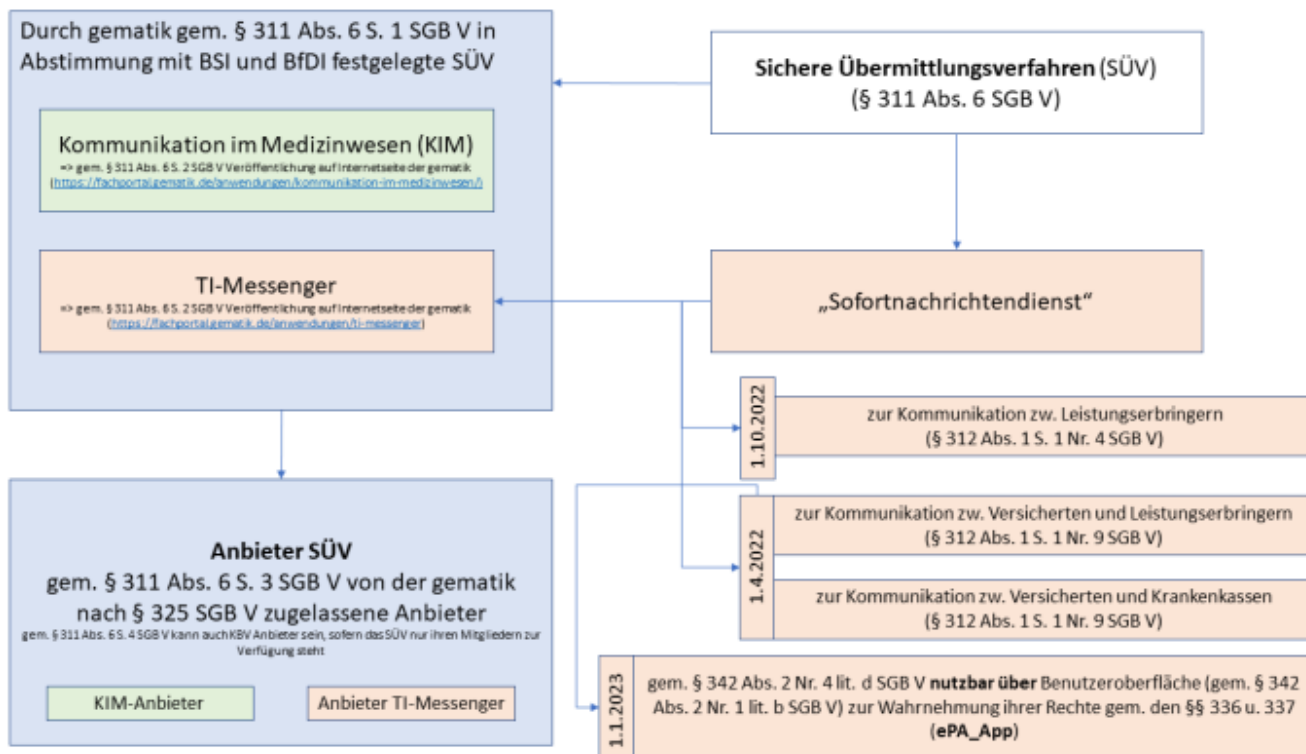 Durch gematik gem. § 311 Abs. 6 S. 1 SGB V in
Abstimmung mit BSI und BfDI festgelegte SÜV
Kommunikation im Medizinwesen (KIM)
=> gem. § 311 Abs. 6 S. 2 SGB V Veröffentlichung auf Internetseite der gematik
(https://fachportal.gematik.de/anwendungen/kommunikation-im-medizinwesen/)
TI-Messenger
=> gem. § 311 Abs. 6 S. 2 SGB V Veröffentlichung auf Internetseite der gematik
(https://fachportal.gematik.de/anwendungen/ti-messenger)
Sichere Übermittlungsverfahren (SÜV)
(§ 311 Abs. 6 SGB V)
„Sofortnachrichtendienst“
1.10.2022
zur Kommunikation zw. Leistungserbringern
(§ 312 Abs. 1 S. 1 Nr. 4 SGB V)
1.4.2022
zur Kommunikation zw. Versicherten und Leistungserbringern
(§ 312 Abs. 1 S. 1 Nr. 9 SGB V)
zur Kommunikation zw. Versicherten und Krankenkassen
(§ 312 Abs. 1 S. 1 Nr. 9 SGB V)
1.1.2023
gem. § 342 Abs. 2 Nr. 4 lit. d SGB V nutzbar über Benutzeroberfläche (gem. § 342
Abs. 2 Nr. 1 lit. b SGB V) zur Wahrnehmung ihrer Rechte gem. den §§ 336 u. 337
(ePA_App)
Anbieter SÜV
gem. § 311 Abs. 6 S. 3 SGB V von der gematik
nach § 325 SGB V zugelassene Anbieter
gem. § 311 Abs. 6 S. 4 SGB V kann auch KBV Anbieter sein, sofern das SÜV nur ihren Mitgliedern zur
Verfügung steht
KIM-Anbieter
Anbieter TI-Messenger